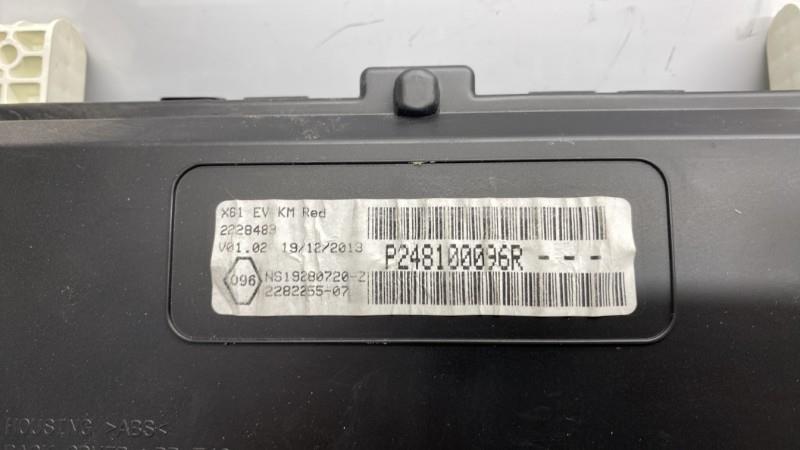 X61 EV KM Red
2228489
V01.02 19/12/2013
P248100096R - - -
096
NS19280720-Z
2282255-07
HOUSING >ABS<